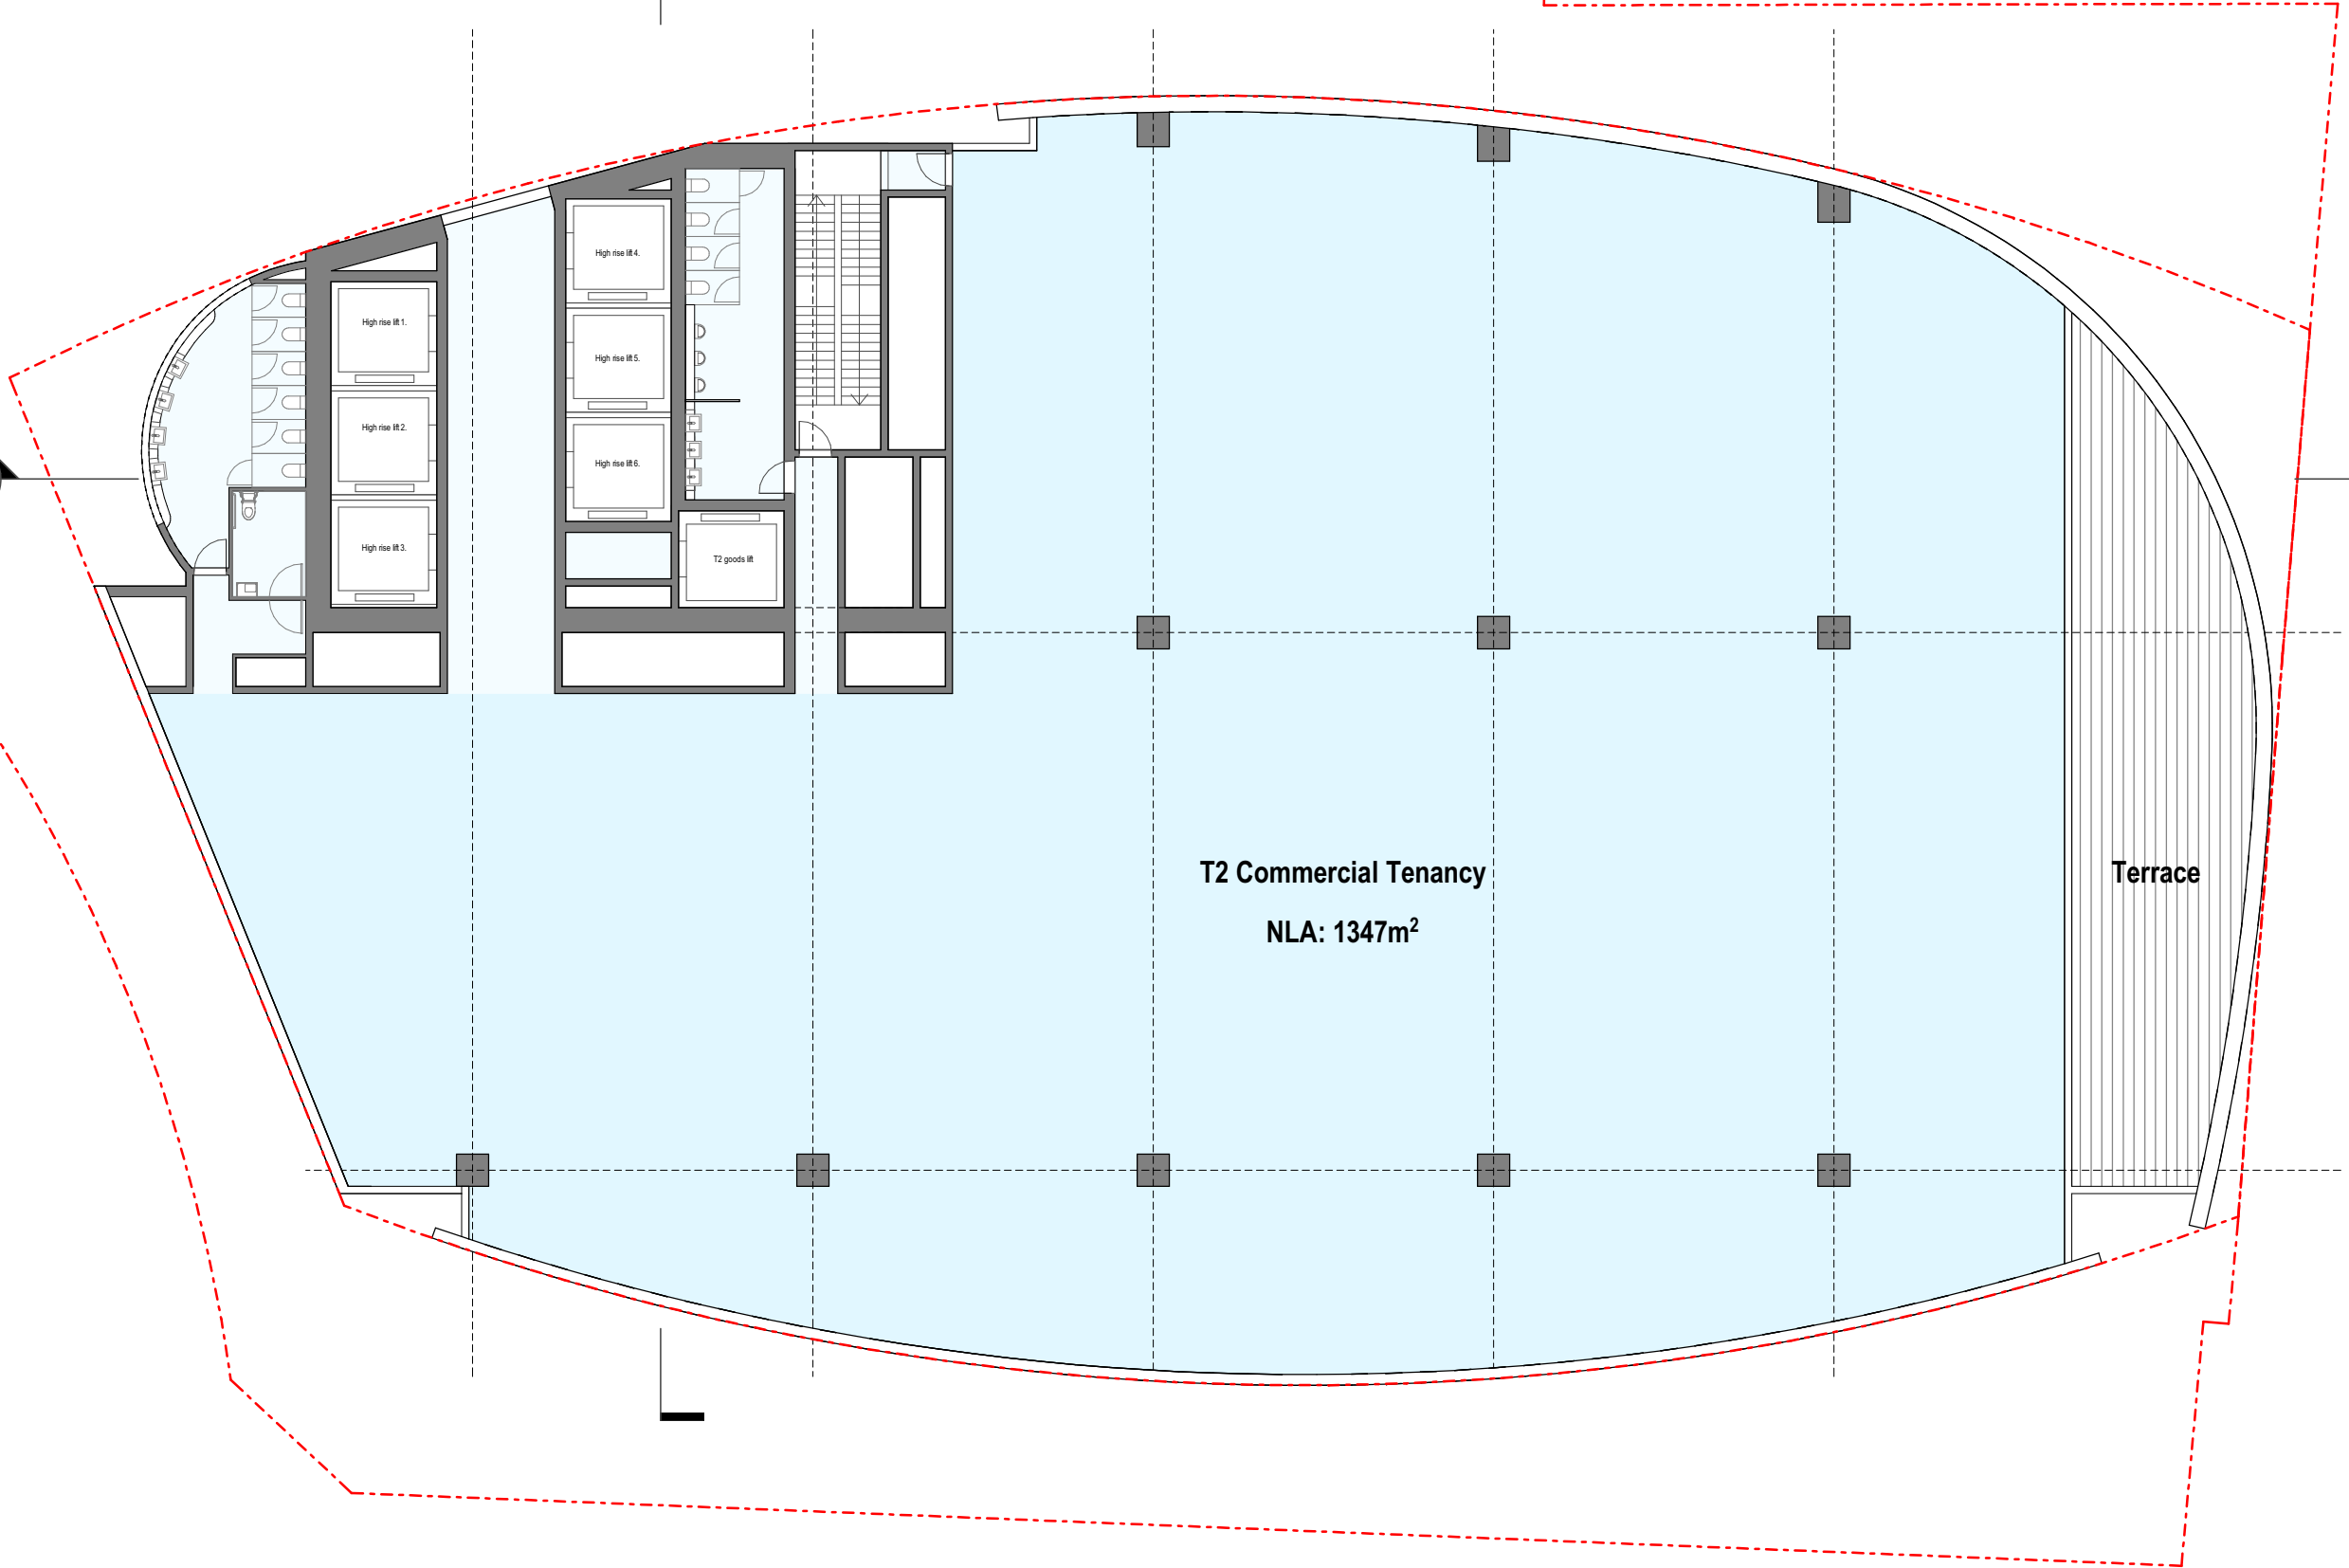 High rise lift 4.
High rise lift 1.
High rise lift 5.
High rise lift 2.
High rise lift 6.
High rise lift 3.
T2 goods lift
T2 Commercial Tenancy
Terrace
NLA: 1347m²